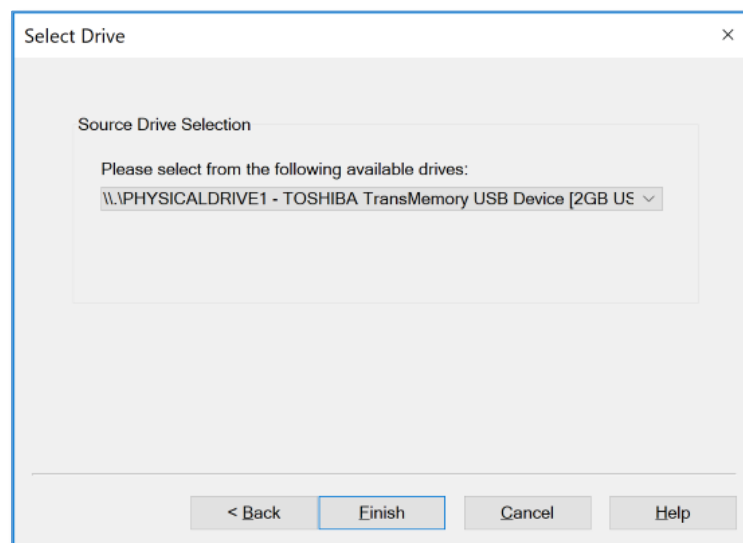 Select Drive
Source Drive Selection
Please select from the following available drives:
\\.\PHYSICALDRIVE1 - TOSHIBA TransMemory USB Device [2GB US
< Back Finish Cancel Help